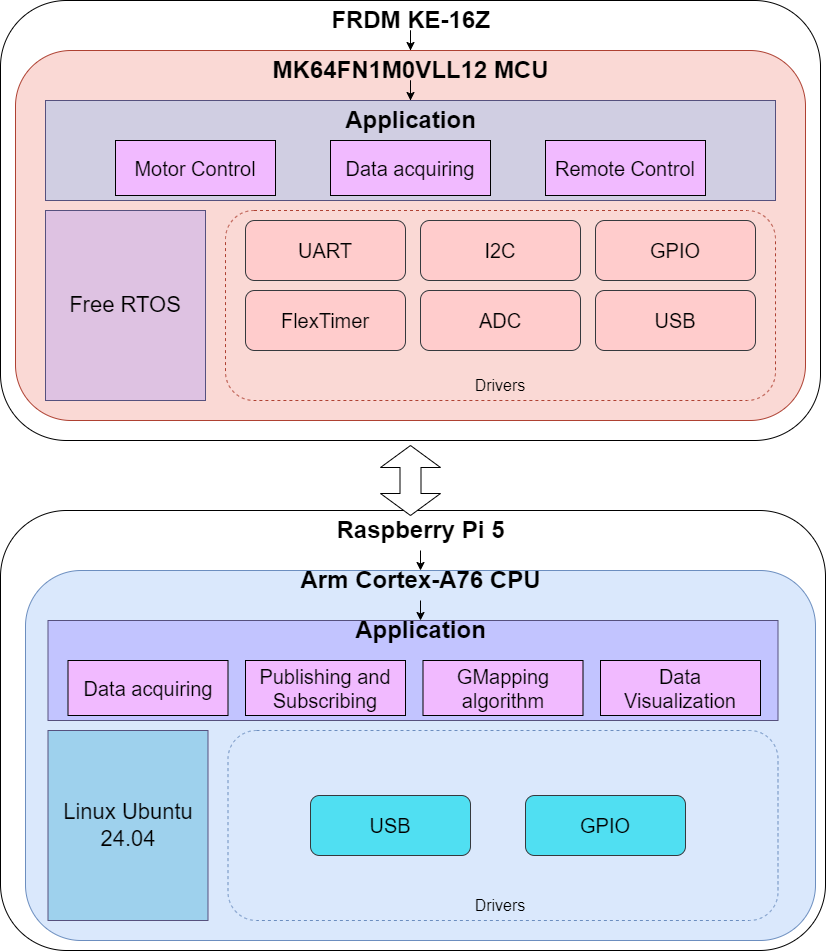 FRDM KE-16Z
MK64FN1M0VLL12 MCU
Application
Motor Control
Data acquiring
Remote Control
Free RTOS
UART
I2C
GPIO
FlexTimer
ADC
USB
Drivers
Raspberry Pi 5
Arm Cortex-A76 CPU
Application
Data acquiring
Publishing and
Subscribing
GMapping
algorithm
Data
Visualization
Linux Ubuntu
24.04
USB
GPIO
Drivers